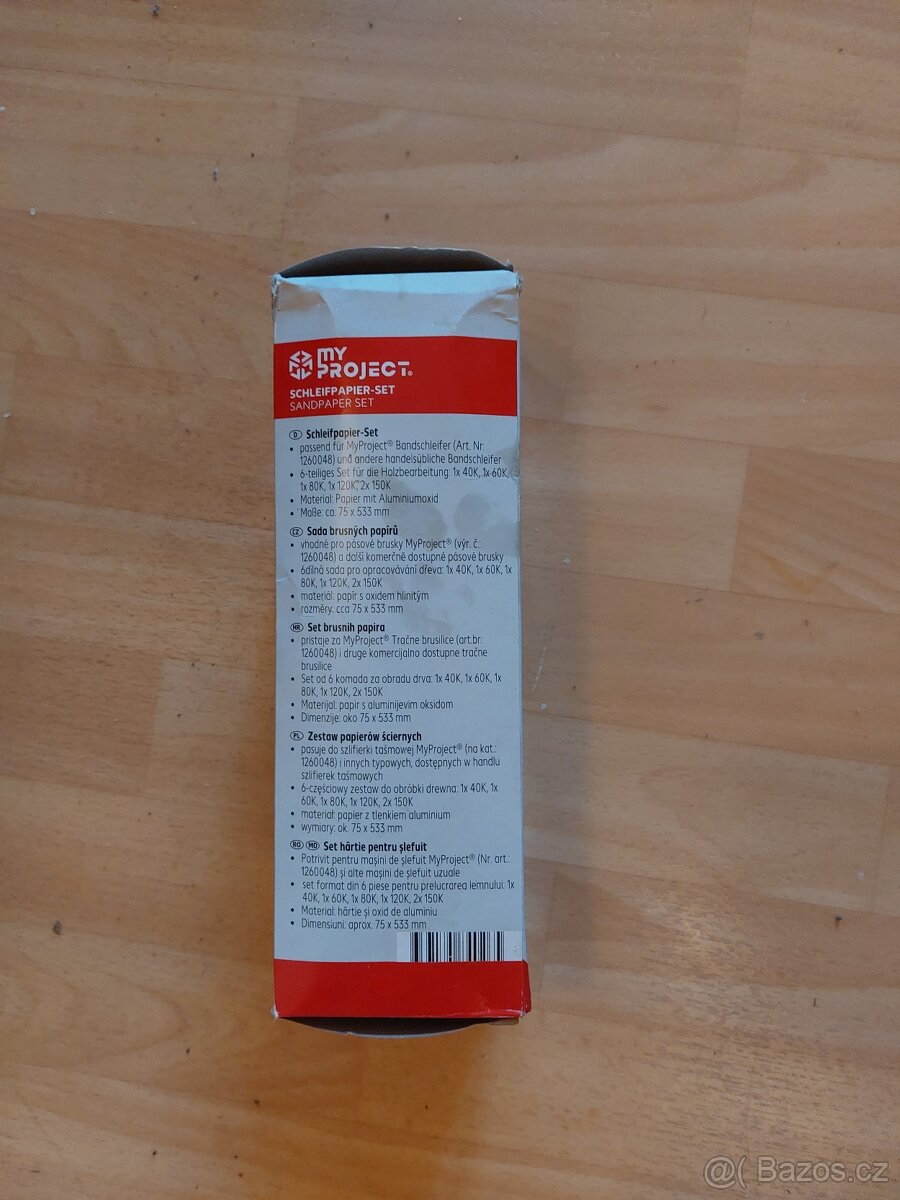 MY
PROJECT®
SCHLEIFPAPIER-SET
SANDPAPER SET
D Schleifpapier-Set
• passend für MyProject® Bandschleifer (Art. Nr:
1260048) und andere handelsübliche Bandschleifer
• 6-teiliges Set für die Holzbearbeitung: 1x 40K, 1x 60K,
1x 80K, 1x 120K, 2x 150K
• Material: Papier mit Aluminiumoxid
• Maße: ca. 75 x 533 mm
CZ Sada brusných papírů
• vhodné pro pásové brusky MyProject® (výr. č.:
1260048) a další komerčně dostupné pásové brusky
• 6dílná sada pro opracovávání dřeva: 1x 40K, 1x 60K, 1x
80K, 1x 120K, 2x 150K
• materiál: papír s oxidem hlinitým
• rozměry: cca 75 x 533 mm
HR Set brusnih papira
• pristaje za MyProject® Tračne brusilice (art.br:
1260048) i druge komercijalno dostupne tračne
brusilice
• Set od 6 komada za obradu drva: 1x 40K, 1x 60K, 1x
80K, 1x 120K, 2x 150K
• Materijal: papir s aluminijevim oksidom
• Dimenzije: oko 75 x 533 mm
PL Zestaw papierów ściernych
• pasuje do szlifierki taśmowej MyProject® (na kat.:
1260048) i innych typowych, dostępnych w handlu
szlifierek taśmowych
• 6-częściowy zestaw do obróbki drewna: 1x 40K, 1x
60K, 1x 80K, 1x 120K, 2x 150K
• materiał: papier z tlenkiem aluminium
• wymiary: ok. 75 x 533 mm
RO MD Set hârtie pentru șlefuit
• Potrivit pentru mașini de șlefuit MyProject® (Nr. art.:
1260048) și alte mașini de șlefuit uzuale
• set format din 6 piese pentru prelucrarea lemnului: 1x
40K, 1x 60K, 1x 80K, 1x 120K, 2x 150K
• Material: hârtie și oxid de aluminiu
• Dimensiuni: aprox. 75 x 533 mm
@( Bazos.cz